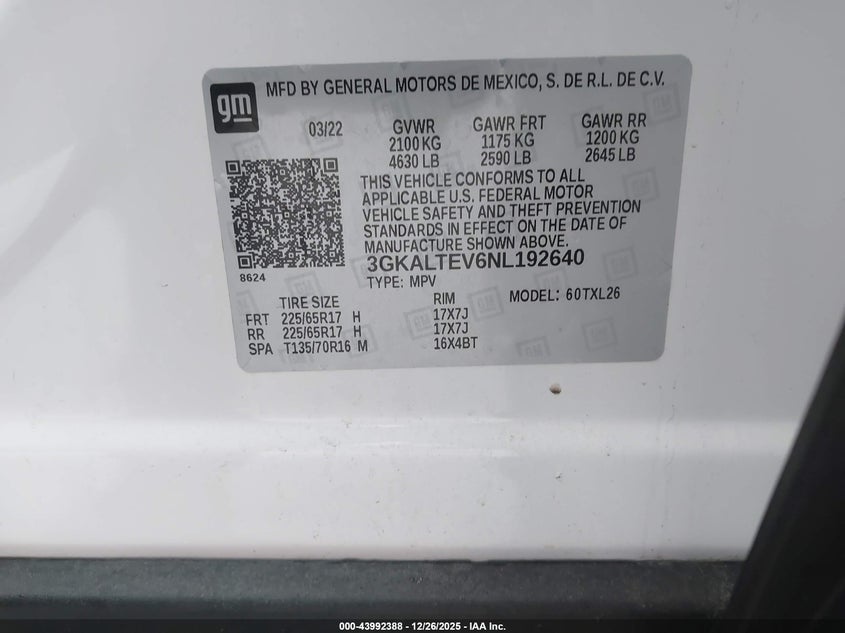 gm
MFD BY GENERAL MOTORS DE MEXICO, S. DE R.L. DE C.V.
03/22 GVWR GAWR FRT GAWR RR
2100 KG 1175 KG 1200 KG
4630 LB 2590 LB 2645 LB
THIS VEHICLE CONFORMS TO ALL
APPLICABLE U.S. FEDERAL MOTOR
VEHICLE SAFETY AND THEFT PREVENTION
STANDARDS IN EFFECT ON THE DATE OF
MANUFACTURE SHOWN ABOVE.
8624
3GKALTEV6NL192640
TYPE: MPV
TIRE SIZE RIM MODEL: 60TXL26
FRT 225/65R17 H 17X7J
RR 225/65R17 H 17X7J
SPA T135/70R16 M 16X4BT
000-43992388 - 12/26/2025 - IAA Inc.